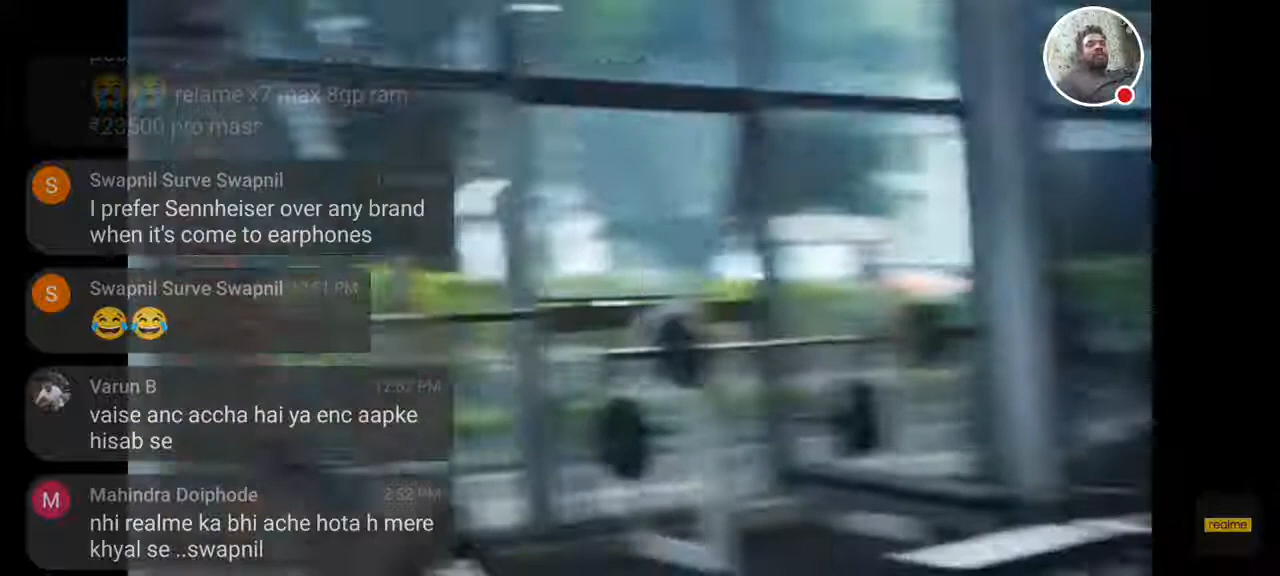 😭😭 relame x7 max 8gp ram
₹23500 pro masr
Swapnil Surve Swapnil
I prefer Sennheiser over any brand
when it's come to earphones
Swapnil Surve Swapnil
😂😂
Varun B
vaise anc accha hai ya enc aapke
hisab se
Mahindra Doiphode
nhi realme ka bhi ache hota h mere
khyal se ..swapnil
realme